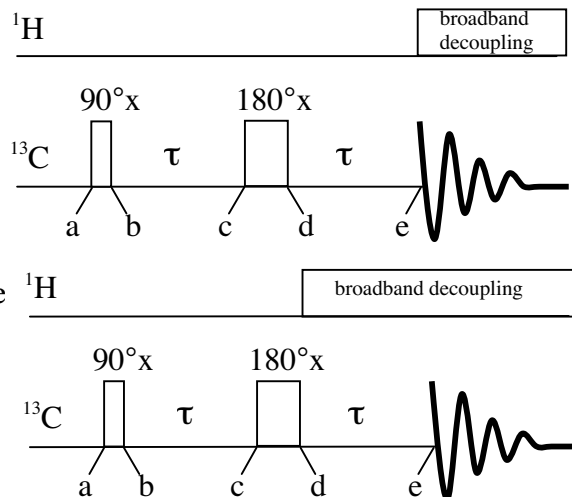 ¹H
broadband
decoupling
90°x
180°x
¹³C
τ
τ
a
b
c
d
e
e
¹H
broadband decoupling
90°x
180°x
¹³C
τ
τ
a
b
c
d
e